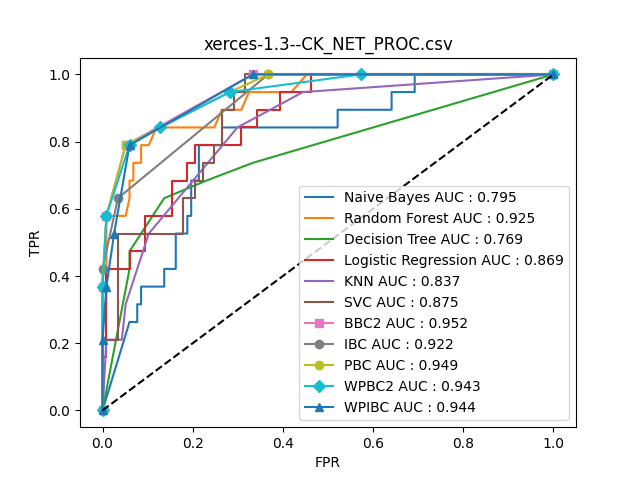 xerces-1.3--CK_NET_PROC.csv
1.0
0.8
0.6
0.4
0.2
0.0
TPR
Naive Bayes AUC : 0.795
Random Forest AUC : 0.925
Decision Tree AUC : 0.769
Logistic Regression AUC : 0.869
KNN AUC : 0.837
SVC AUC : 0.875
BBC2 AUC : 0.952
IBC AUC : 0.922
PBC AUC : 0.949
WPBC2 AUC : 0.943
WPIBC AUC : 0.944
0.0 0.2 0.4 0.6 0.8 1.0
FPR